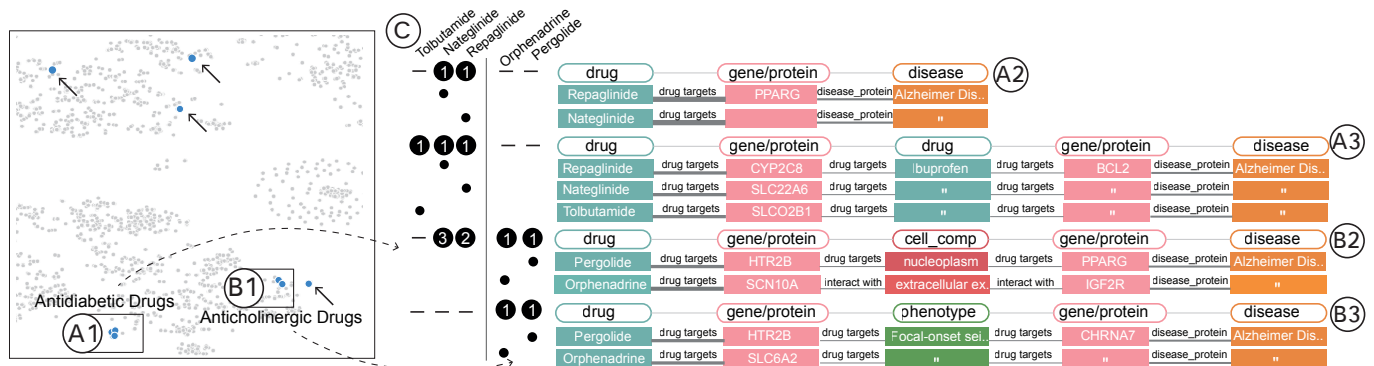 C
Tolbutamide
Nateglinide
Repaglinide
Orphenadrine
Pergolide
B1
Antidiabetic Drugs
Anticholinergic Drugs
A1
— 1 1 — —
drug gene/protein disease A2
Repaglinide drug targets PPARG disease_protein Alzheimer Dis..
Nateglinide drug targets disease_protein "
1 1 1 — —
drug gene/protein drug gene/protein disease A3
Repaglinide drug targets CYP2C8 drug targets Ibuprofen drug targets BCL2 disease_protein Alzheimer Dis..
Nateglinide drug targets SLC22A6 drug targets " drug targets " disease_protein "
Tolbutamide drug targets SLCO2B1 drug targets " drug targets " disease_protein "
— 3 2 1 1
drug gene/protein cell_comp gene/protein disease B2
Pergolide drug targets HTR2B drug targets nucleoplasm drug targets PPARG disease_protein Alzheimer Dis..
Orphenadrine drug targets SCN10A interact with extracellular ex. interact with IGF2R disease_protein "
— — — 1 1
drug gene/protein phenotype gene/protein disease B3
Pergolide drug targets HTR2B drug targets Focal-onset sei.. drug targets CHRNA7 disease_protein Alzheimer Dis..
Orphenadrine drug targets SLC6A2 drug targets " drug targets " disease_protein "